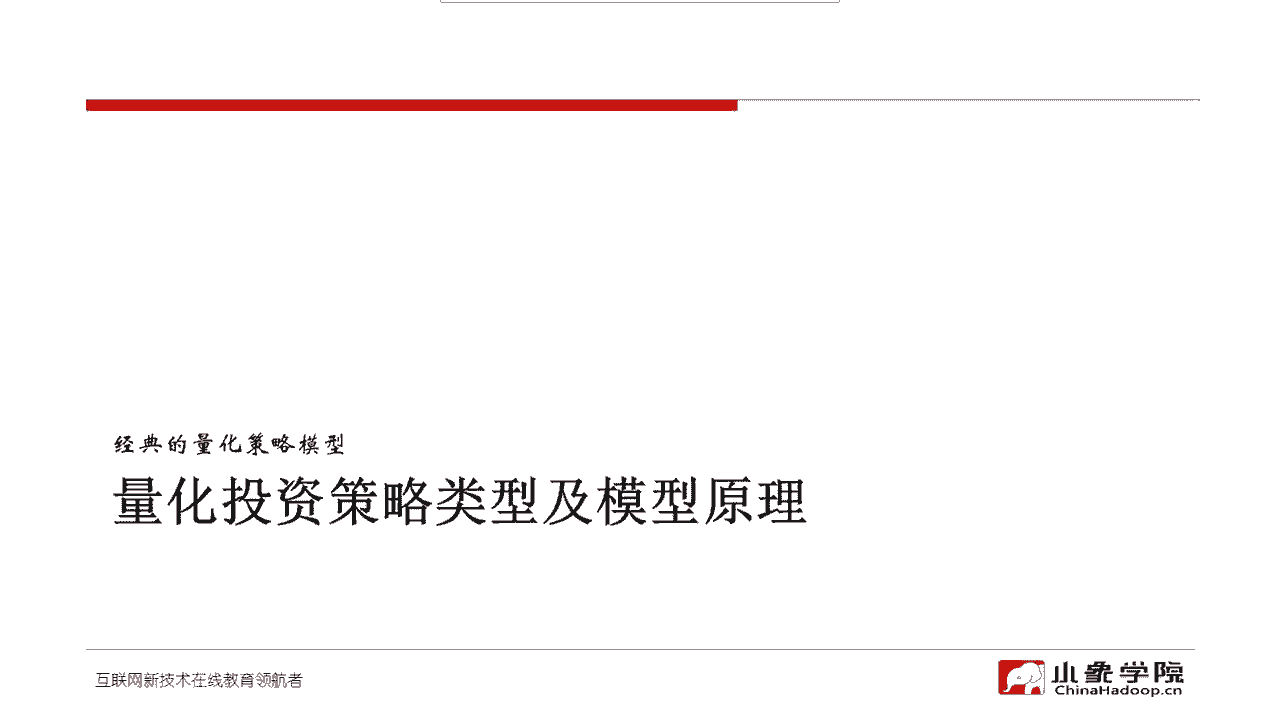 经典的量化策略模型
量化投资策略类型及模型原理
互联网新技术在线教育领航者
小象学院
ChinaHadoop.cn